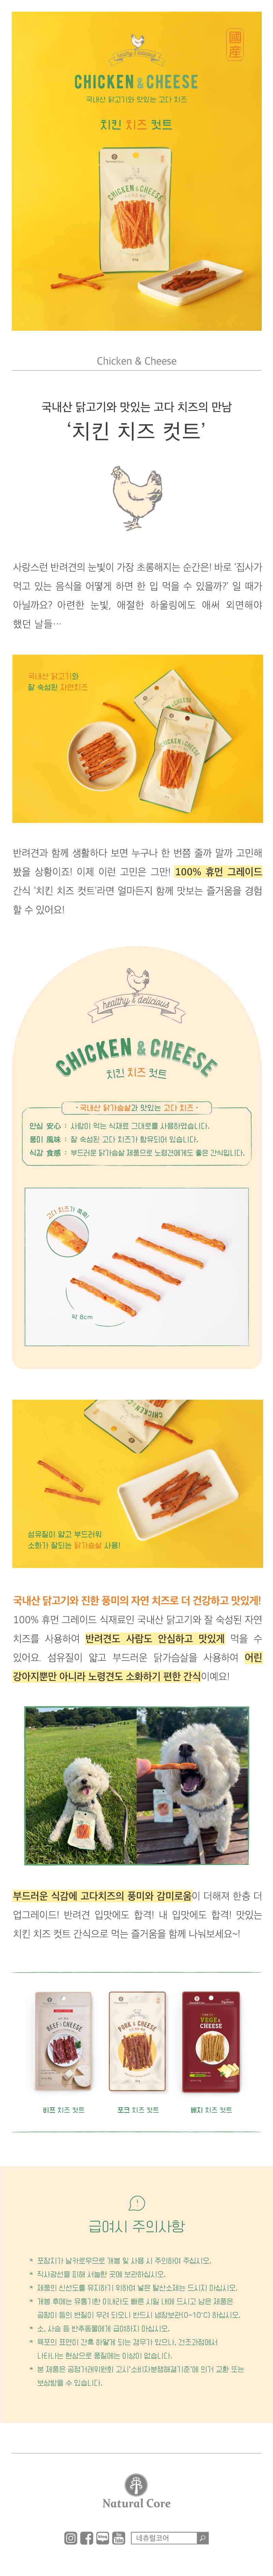 國産
healthy & delicious
CHICKEN & CHEESE
국내산 닭고기와 맛있는 고다 치즈
치킨 치즈 컷트
CHICKEN & CHEESE
Chicken & Cheese
국내산 닭고기와 맛있는 고다 치즈의 만남
‘치킨 치즈 컷트’
사랑스런 반려견의 눈빛이 가장 초롱해지는 순간은! 바로 ‘집사가
먹고 있는 음식을 어떻게 하면 한 입 먹을 수 있을까?’ 일 때가
아닐까요? 아련한 눈빛, 애절한 하울링에도 애써 외면해야
했던 날들…
국내산 닭고기와
잘 숙성된 자연치즈
반려견과 함께 생활하다 보면 누구나 한 번쯤 줄까 말까 고민해
봤을 상황이죠! 이제 이런 고민은 그만! 100% 휴먼 그레이드
간식 ‘치킨 치즈 컷트’라면 얼마든지 함께 맛보는 즐거움을 경험
할 수 있어요!
healthy & delicious
CHICKEN & CHEESE
치킨 치즈 컷트
· 국내산 닭가슴살과 맛있는 고다 치즈 ·
안심 安心 : 사람이 먹는 식재료 그대로를 사용하였습니다.
풍미 風味 : 잘 숙성된 고다 치즈가 함유되어 있습니다.
식감 食感 : 부드러운 닭가슴살 제품으로 노령견에게도 좋은 간식입니다.
고다 치즈가 콕콕!
약 8cm
섬유질이 얇고 부드러워
소화가 잘되는 닭가슴살 사용!
국내산 닭고기와 진한 풍미의 자연 치즈로 더 건강하고 맛있게!
100% 휴먼 그레이드 식재료인 국내산 닭고기와 잘 숙성된 자연
치즈를 사용하여 반려견도 사람도 안심하고 맛있게 먹을 수
있어요. 섬유질이 얇고 부드러운 닭가슴살을 사용하여 어린
강아지뿐만 아니라 노령견도 소화하기 편한 간식이예요!
부드러운 식감에 고다치즈의 풍미와 감미로움이 더해져 한층 더
업그레이드! 반려견 입맛에도 합격! 내 입맛에도 합격! 맛있는
치킨 치즈 컷트 간식으로 먹는 즐거움을 함께 나눠보세요~!
BEEF & CHEESE
PORK & CHEESE
VEGE & CHEESE
비프 치즈 컷트
포크 치즈 컷트
베지 치즈 컷트
급여시 주의사항
* 포장지가 날카로우므로 개봉 및 사용 시 주의하여 주십시오.
* 직사광선을 피해 서늘한 곳에 보관하십시오.
* 제품의 신선도를 유지하기 위하여 넣은 탈산소제는 드시지 마십시오.
* 개봉 후에는 유통기한 이내라도 빠른 시일 내에 드시고 남은 제품은
곰팡이 등의 변질이 우려 되오니 반드시 냉장보관(0~10℃) 하십시오.
* 소, 사슴 등 반추동물에게 급여하지 마십시오.
* 육포의 표면이 간혹 하얗게 되는 경우가 있으나, 건조과정에서
나타나는 현상으로 품질에는 이상이 없습니다.
* 본 제품은 공정거래위원회 고시‘소비자분쟁해결기준’에 의거 교환 또는
보상받을 수 있습니다.
Natural Core
네츄럴코어